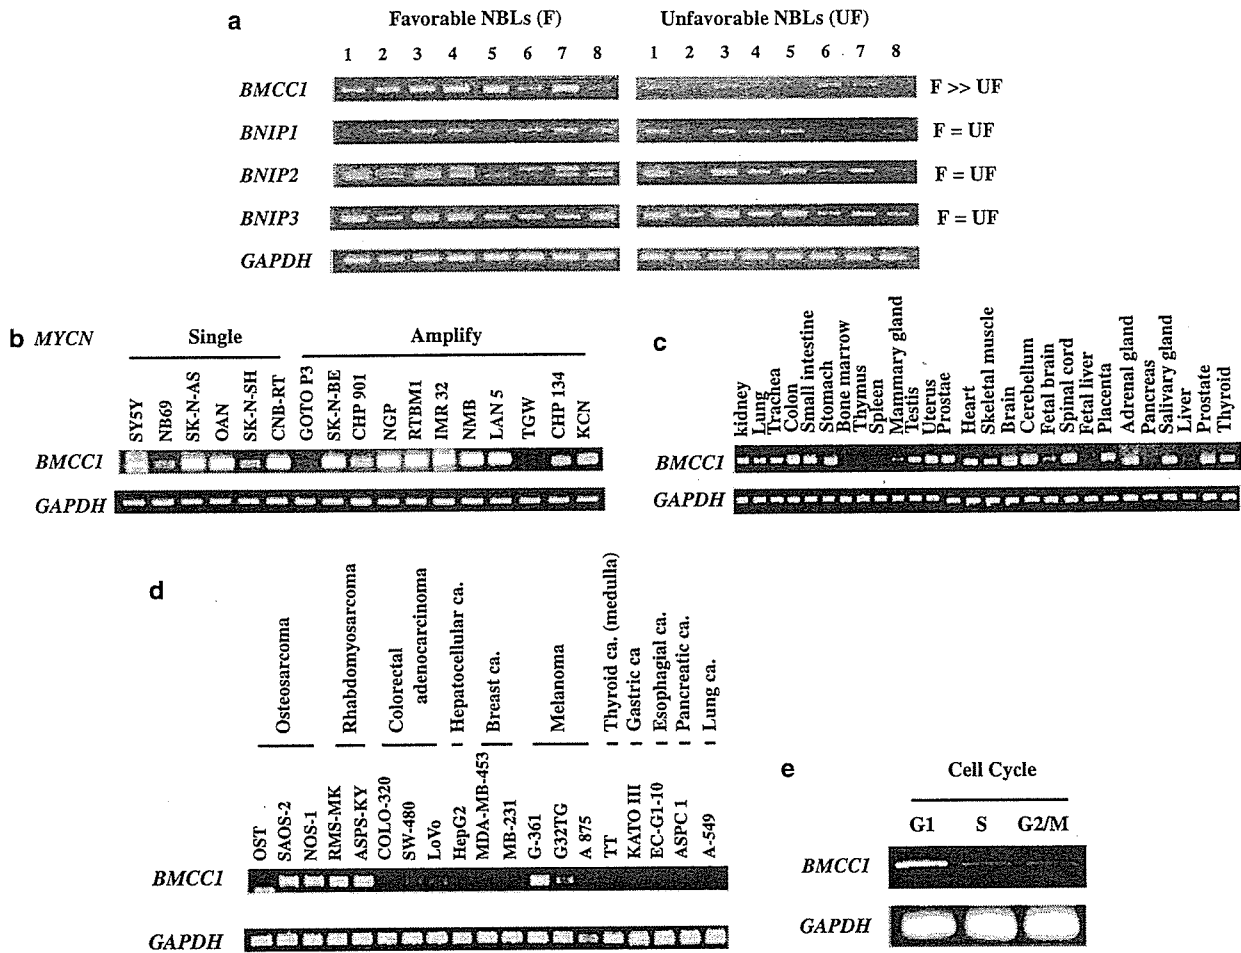 a
Favorable NBLs (F) Unfavorable NBLs (UF)
1 2 3 4 5 6 7 8 1 2 3 4 5 6 7 8
BMCC1 F >> UF
BNIP1 F = UF
BNIP2 F = UF
BNIP3 F = UF
GAPDH
b MYCN Single Amplify
SY5Y
NB69
SK-N-AS
OAN
SK-N-SH
CNB-RT
GOTO P3
SK-N-BE
CHP 901
NGP
RTBM1
IMR 32
NMB
LAN 5
TGW
CHP 134
KCN
BMCC1
GAPDH
c
kidney
Lung
Trachea
Colon
Small intestine
Stomach
Bone marrow
Thymus
Spleen
Mammary gland
Testis
Uterus
Prostae
Heart
Skeletal muscle
Brain
Cerebellum
Fetal brain
Spinal cord
Fetal liver
Placenta
Adrenal gland
Pancreas
Salivary gland
Liver
Prostate
Thyroid
BMCC1
GAPDH
d
Osteosarcoma
Rhabdomyosarcoma
Colorectal
adenocarcinoma
Hepatocellular ca.
Breast ca.
Melanoma
Thyroid ca. (medulla)
Gastric ca
Esophagial ca.
Pancreatic ca.
Lung ca.
OST
SAOS-2
NOS-1
RMS-MK
ASPS-KY
COLO-320
SW-480
LoVo
HepG2
MDA-MB-453
MB-231
G-361
G32TG
A 875
TT
KATO III
EC-G1-10
ASPC 1
A-549
BMCC1
GAPDH
e
Cell Cycle
G1 S G2/M
BMCC1
GAPDH